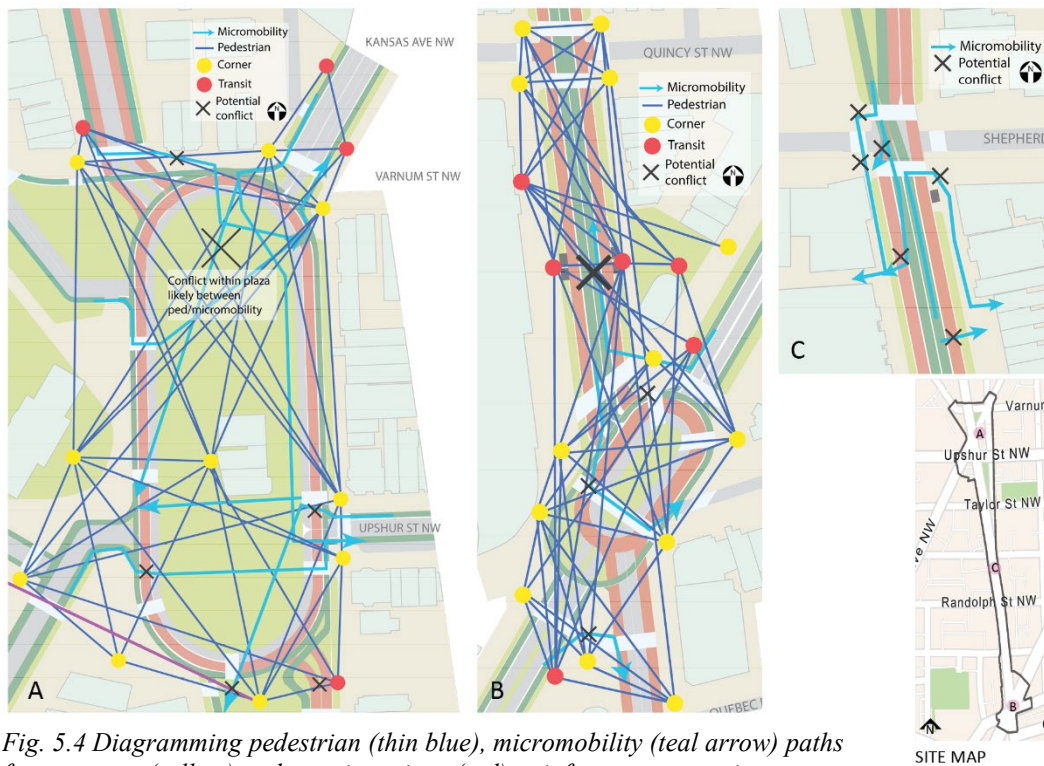 Micromobility
Pedestrian
Corner
Transit
Potential
conflict
N
KANSAS AVE NW
VARNUM ST NW
Conflict within plaza
likely between
ped/micromobility
UPSHUR ST NW
A
QUINCY ST NW
Micromobility
Pedestrian
Corner
Transit
Potential
conflict
N
B
QUEBEC
Micromobility
Potential
conflict
N
SHEPHERD
C
Varnum
A
Upshur St NW
Taylor St NW
ve NW
C
Randolph St NW
B
N
SITE MAP
Fig. 5.4 Diagramming pedestrian (thin blue), micromobility (teal arrow) paths